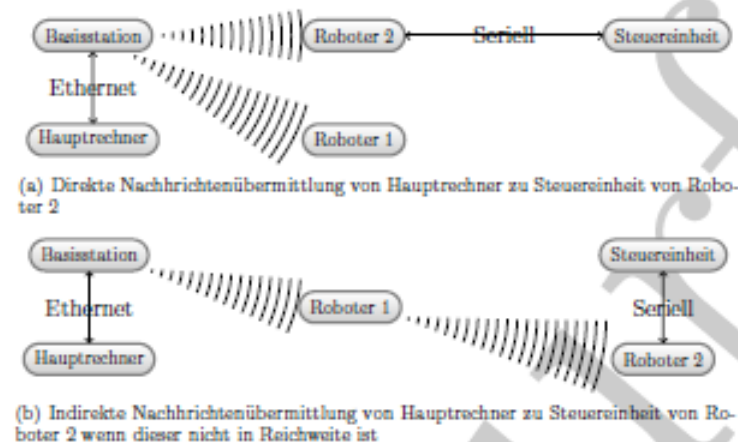 Basisstation Roboter 2 Seriell Steuereinheit
Ethernet
Hauptrechner Roboter 1
(a) Direkte Nachhrichtenübermittlung von Hauptrechner zu Steuereinheit von Robo-
ter 2
Basisstation Steuereinheit
Ethernet Roboter 1 Seriell
Hauptrechner Roboter 2
(b) Indirekte Nachhrichtenübermittlung von Hauptrechner zu Steuereinheit von Ro-
boter 2 wenn dieser nicht in Reichweite ist